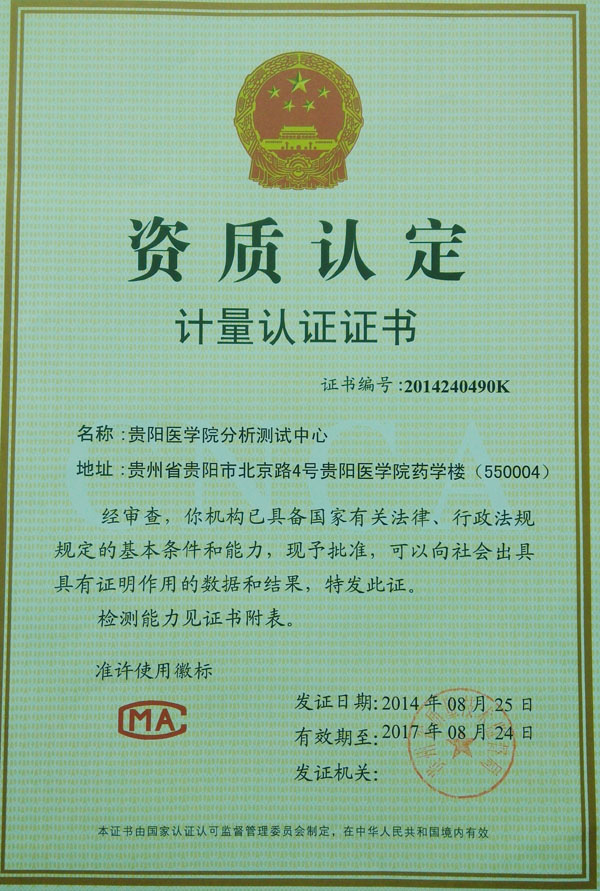 资质认定
计量认证证书
证书编号：2014240490K
名称：贵阳医学院分析测试中心
地址：贵州省贵阳市北京路4号贵阳医学院药学楼（550004）
CNCA
经审查，你机构已具备国家有关法律、行政法规
规定的基本条件和能力，现予批准，可以向社会出具
具有证明作用的数据和结果，特发此证。
检测能力见证书附表。
准许使用徽标
MA
发证日期：2014年08月25日
有效期至：2017年08月24日
发证机关：
本证书由国家认证认可监督管理委员会制定，在中华人民共和国境内有效